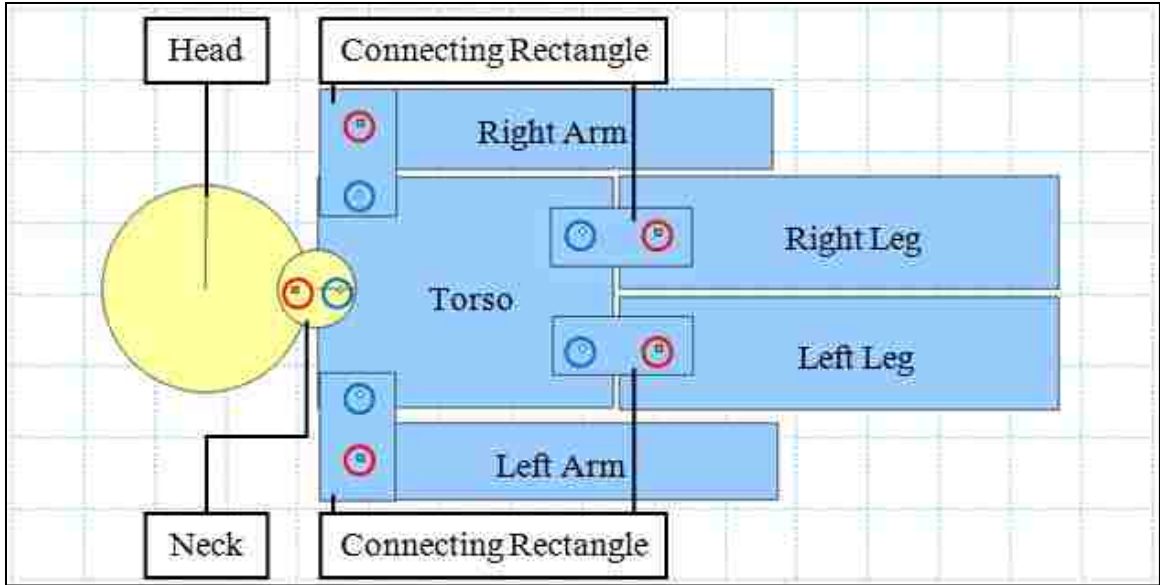 Head
Connecting Rectangle
Right Arm
Right Leg
Torso
Left Leg
Left Arm
Neck
Connecting Rectangle